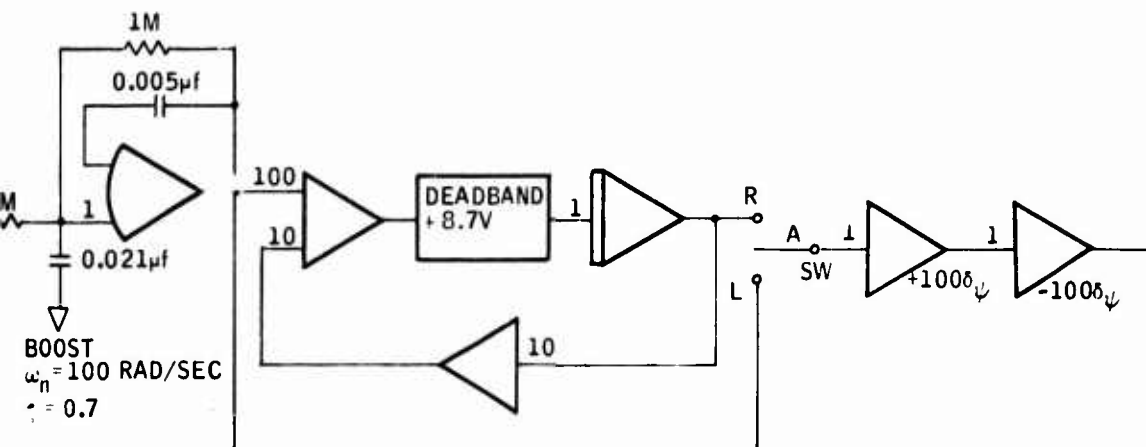 1M
0.005µf
M
1
0.021µf
BOOST
ωn = 100 RAD/SEC
= 0.7
100
10
DEADBAND
+ 8.7V
1
10
R
A
SW
L
1
+100δψ
1
-100δψ